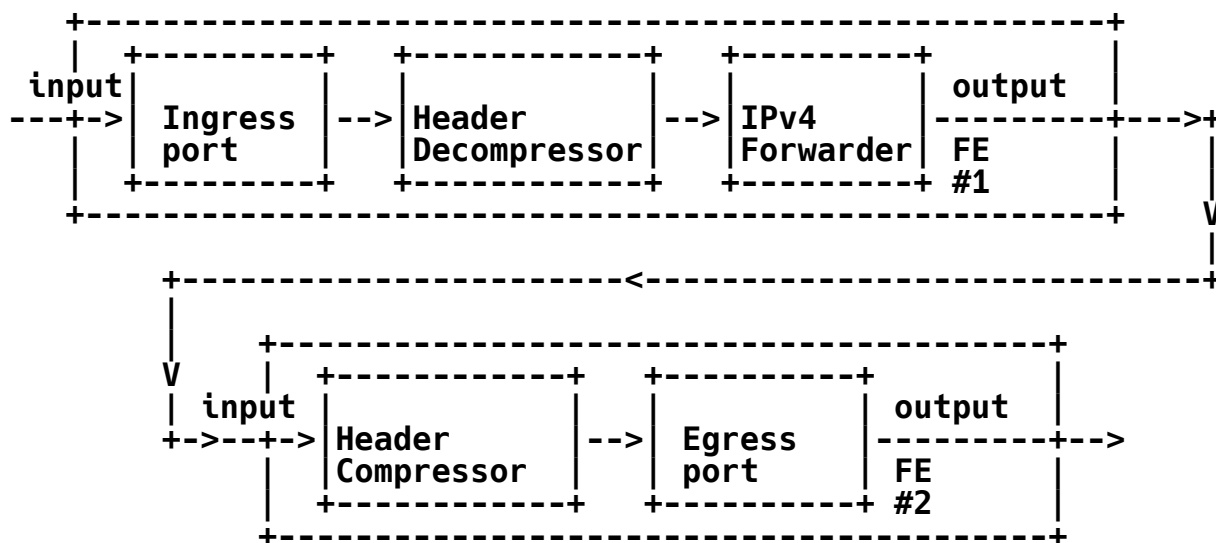 input output
Ingress Header IPv4
port Decompressor Forwarder FE
#1
V
<
V
input output
Header Egress
Compressor port FE
#2